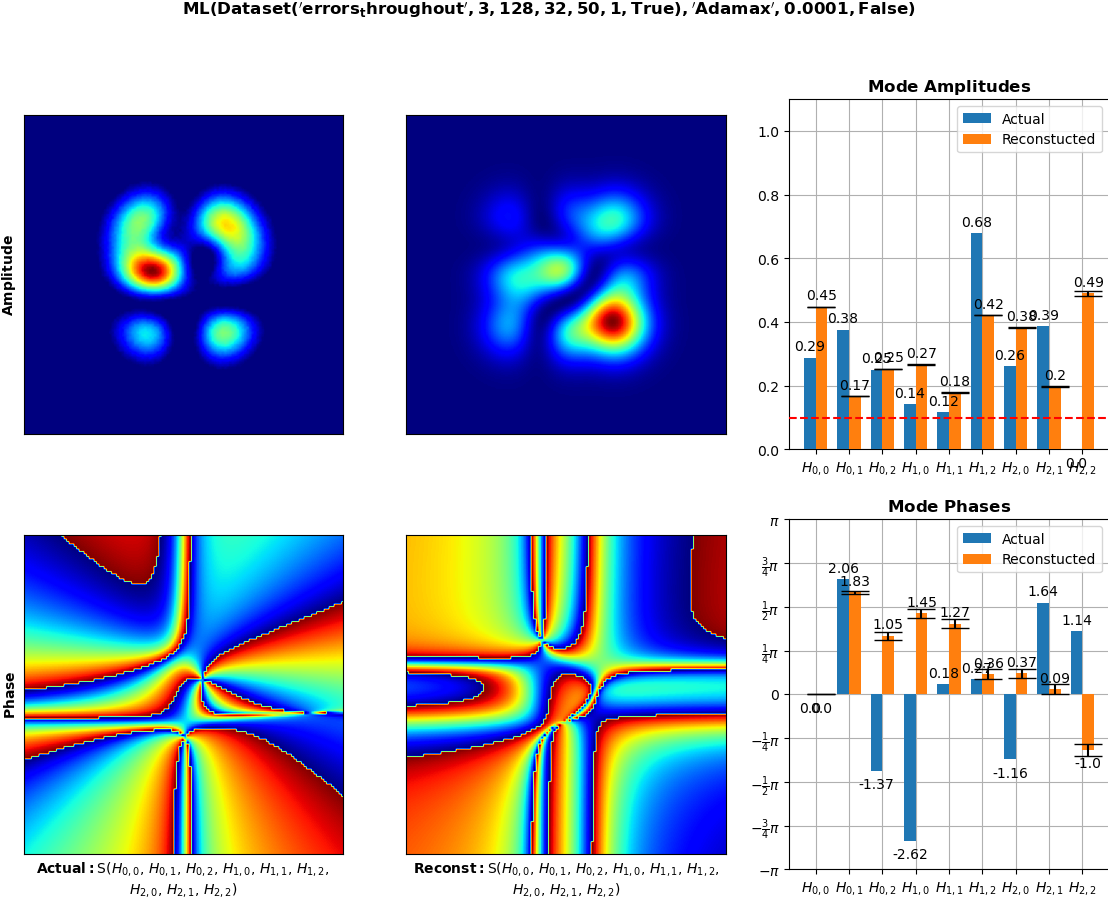 ML(Dataset('errors_throughout', 3, 128, 32, 50, 1, True), 'Adamax', 0.0001, False)
Amplitude
Mode Amplitudes
Actual
Reconstucted
1.0
0.8
0.6
0.4
0.2
0.0
0.29
0.45
0.38
0.17
0.25
0.25
0.14
0.27
0.12
0.18
0.68
0.42
0.26
0.38
0.39
0.2
0.0
0.49
H0,0 H0,1 H0,2 H1,0 H1,1 H1,2 H2,0 H2,1 H2,2
Phase
Mode Phases
Actual
Reconstucted
π
3/4π
1/2π
1/4π
0
−1/4π
−1/2π
−3/4π
−π
0.0
0.0
2.06
1.83
-1.37
1.05
-2.62
1.45
0.18
1.27
0.36
-1.16
0.37
1.64
0.09
1.14
-1.0
H0,0 H0,1 H0,2 H1,0 H1,1 H1,2 H2,0 H2,1 H2,2
Actual: S(H0,0, H0,1, H0,2, H1,0, H1,1, H1,2,
H2,0, H2,1, H2,2)
Reconst: S(H0,0, H0,1, H0,2, H1,0, H1,1, H1,2,
H2,0, H2,1, H2,2)